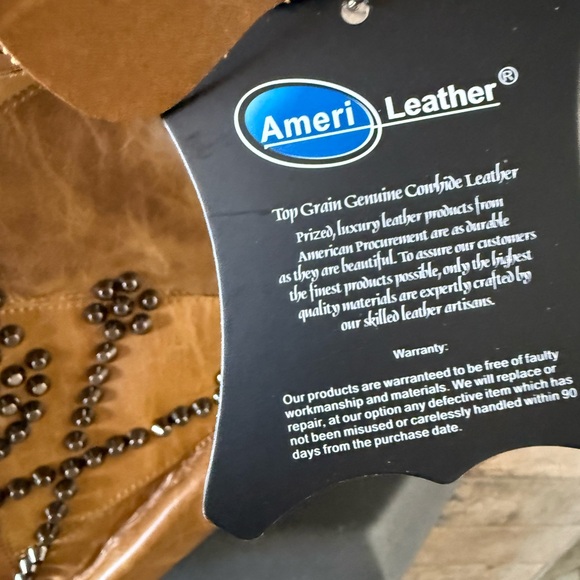 Ameri Leather®
Top Grain Genuine Cowhide Leather
Prized, luxury leather products from
American Procurement are as durable
as they are beautiful. To assure our customers
the finest products possible, only the highest
quality materials are expertly crafted by
our skilled leather artisans.
Warranty:
Our products are warranteed to be free of faulty
workmanship and materials. We will replace or
repair, at our option any defective item which has
not been misused or carelessly handled within 90
days from the purchase date.